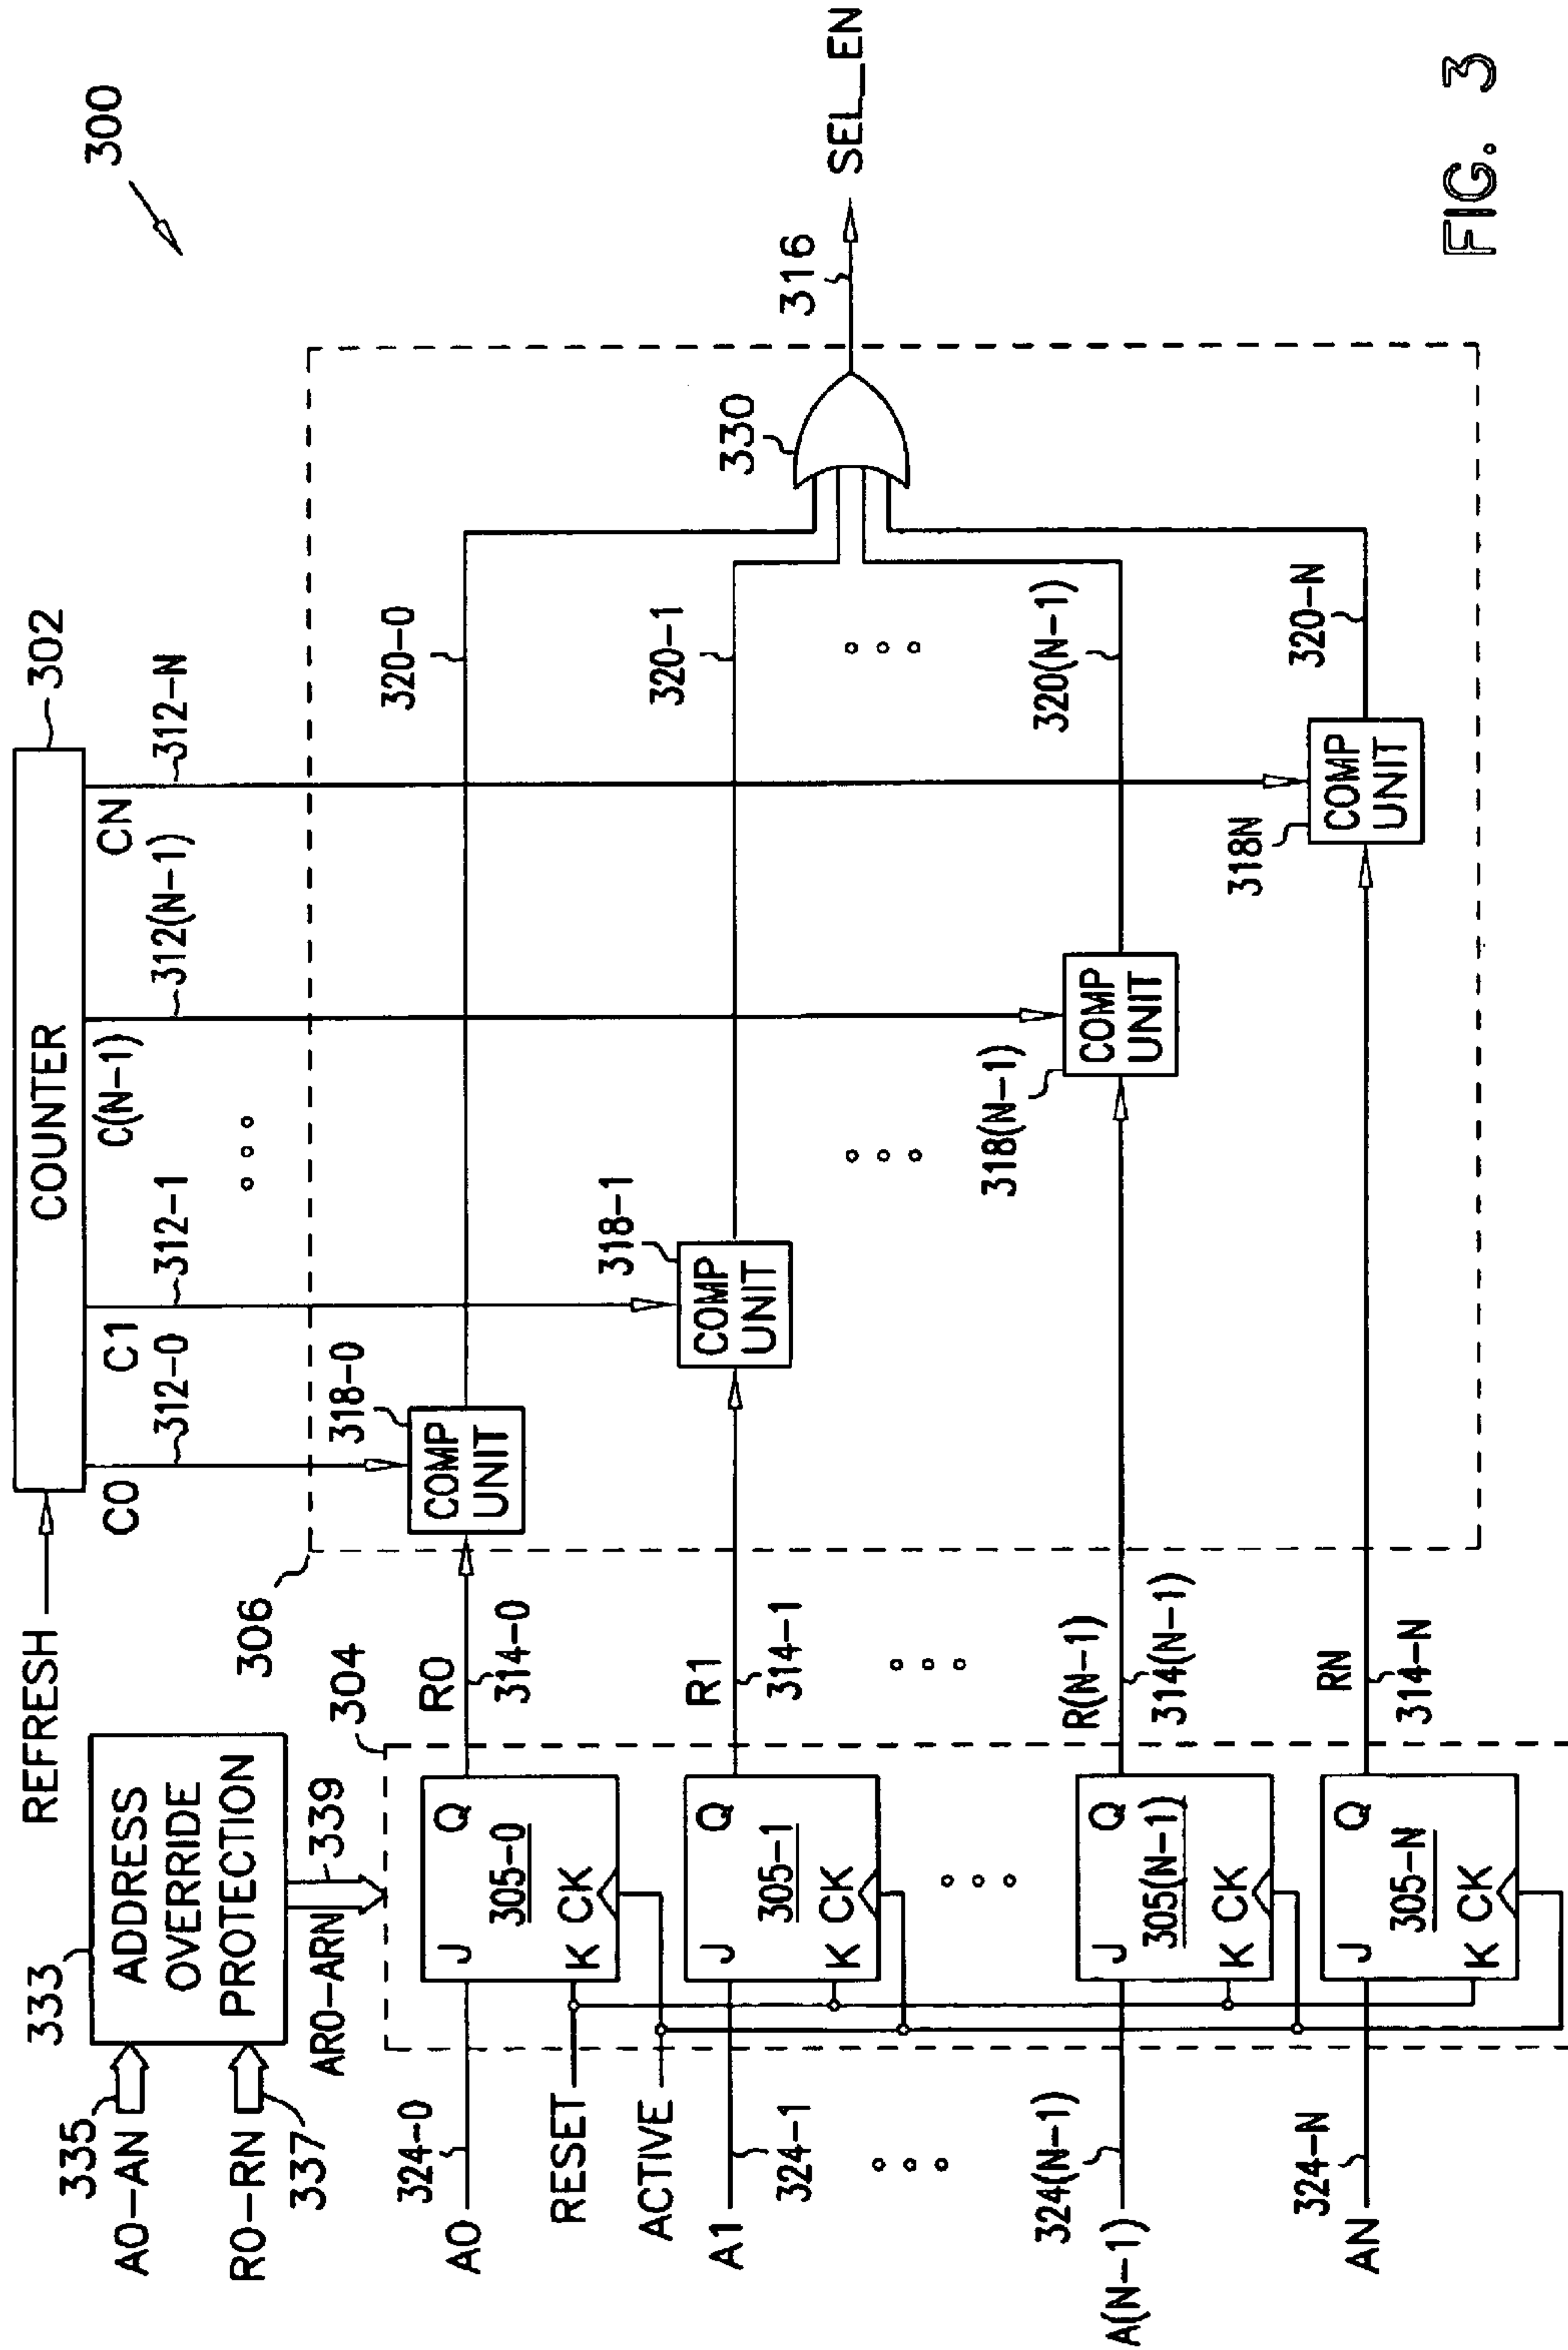 300
REFRESH
COUNTER
302
C0
312-0
C1
312-1
C(N-1)
312(N-1)
CN
312-N
333
ADDRESS
OVERRIDE
PROTECTION
335
A0-AN
R0-RN
337
AR0-ARN
339
304
306
A0
324-0
J
Q
305-0
K
CK
R0
314-0
318-0
COMP
UNIT
320-0
RESET
ACTIVE
A1
324-1
J
Q
305-1
K
CK
R1
314-1
318-1
COMP
UNIT
320-1
330
316
SEL_EN
A(N-1)
324(N-1)
J
Q
305(N-1)
K
CK
R(N-1)
314(N-1)
318(N-1)
COMP
UNIT
320(N-1)
AN
324-N
J
Q
305-N
K
CK
RN
314-N
318N
COMP
UNIT
320-N
FIG. 3